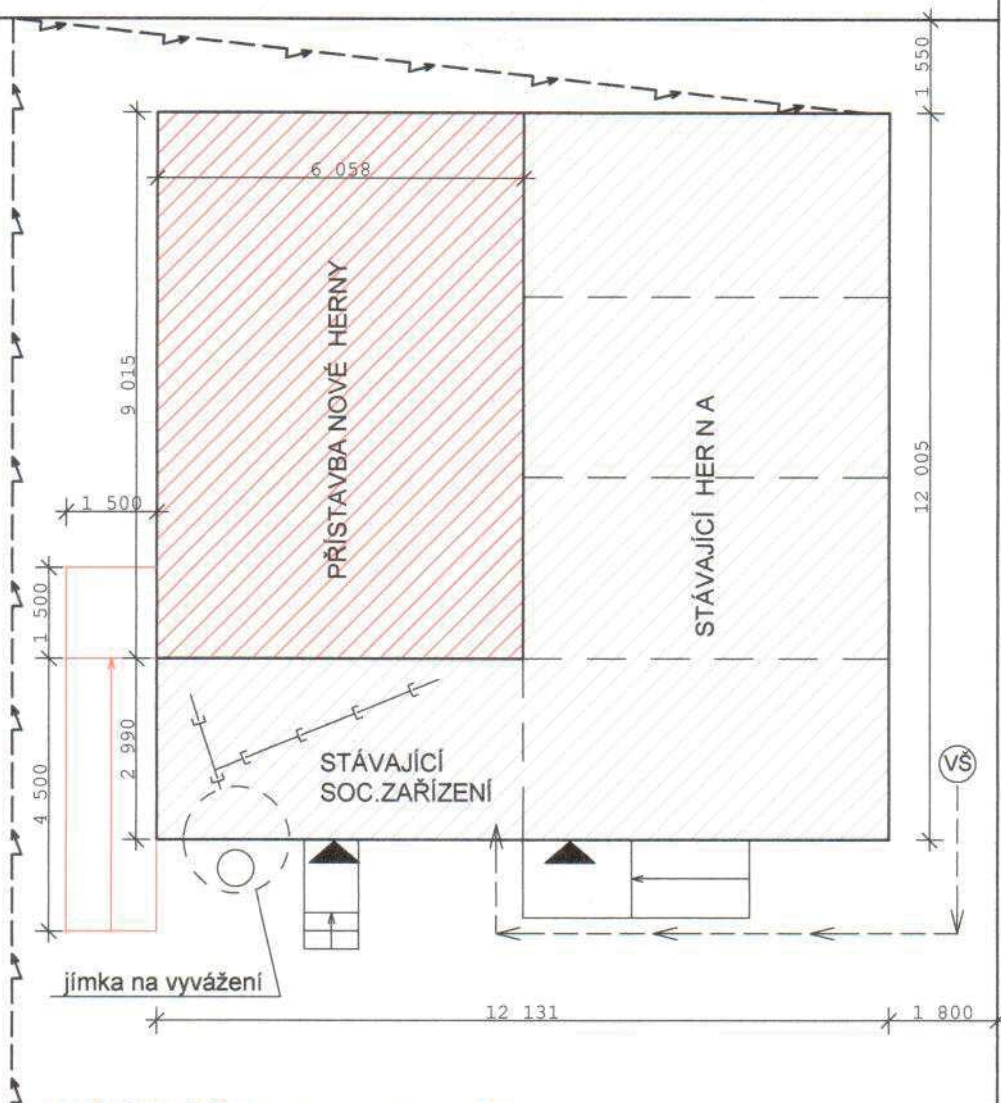 1 550
6 058
PŘÍSTAVBA NOVÉ HERNY
9 015
STÁVAJÍCÍ HER N A
12 005
1 500
1 500
2 990
4 500
STÁVAJÍCÍ
SOC.ZAŘÍZENÍ
VŠ
jímka na vyvážení
12 131
1 800